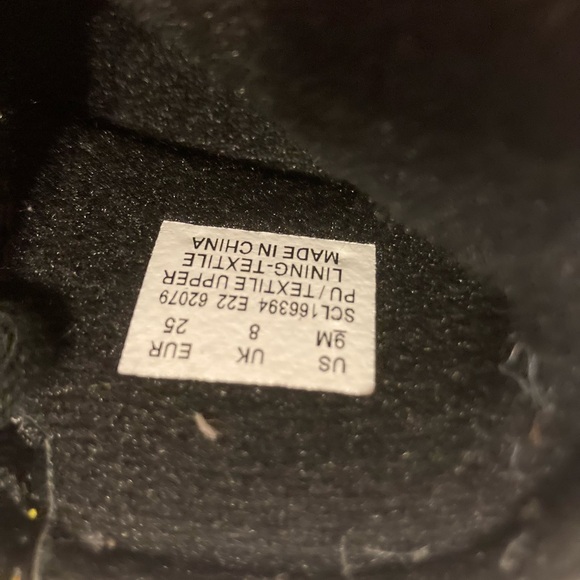 US UK EUR
9M 8 25
SCL166394 E22 62079
PU / TEXTILE UPPER
LINING-TEXTILE
MADE IN CHINA